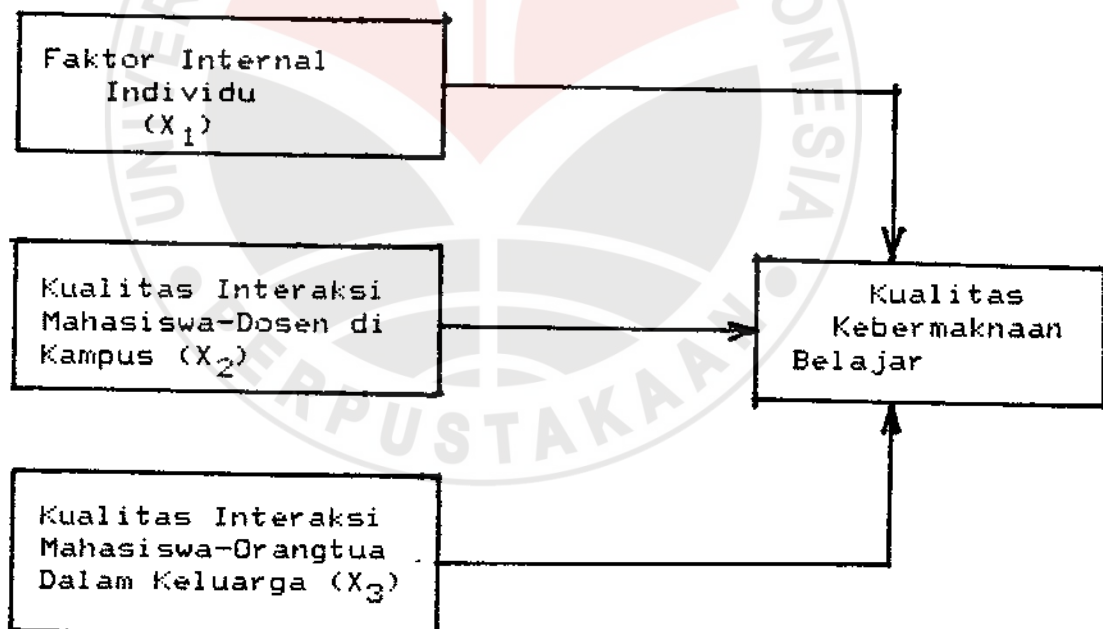 Faktor Internal
Individu
(X1)
Kualitas Interaksi
Mahasiswa-Dosen di
Kampus (X2)
Kualitas
Kebermaknaan
Belajar
Kualitas Interaksi
Mahasiswa-Orangtua
Dalam Keluarga (X3)
PERPUSTAKAAN